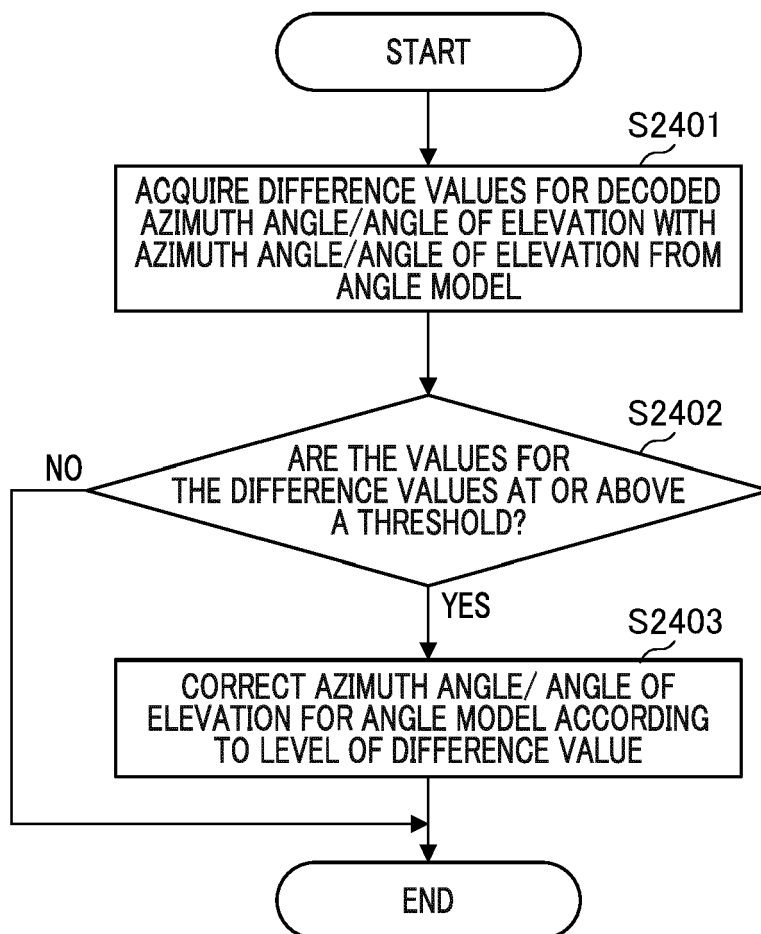 START
S2401
ACQUIRE DIFFERENCE VALUES FOR DECODED
AZIMUTH ANGLE/ANGLE OF ELEVATION WITH
AZIMUTH ANGLE/ANGLE OF ELEVATION FROM
ANGLE MODEL
S2402
ARE THE VALUES FOR
THE DIFFERENCE VALUES AT OR ABOVE
A THRESHOLD?
NO
YES
S2403
CORRECT AZIMUTH ANGLE/ ANGLE OF
ELEVATION FOR ANGLE MODEL ACCORDING
TO LEVEL OF DIFFERENCE VALUE
END